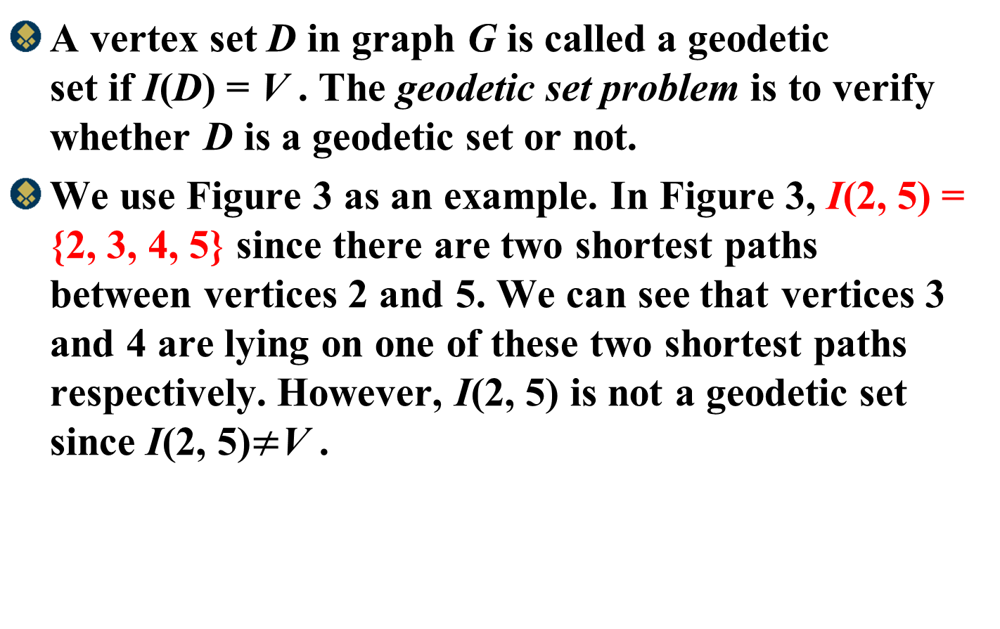 A vertex set D in graph G is called a geodetic
set if I(D) = V . The geodetic set problem is to verify
whether D is a geodetic set or not.
We use Figure 3 as an example. In Figure 3, I(2, 5) =
{2, 3, 4, 5} since there are two shortest paths
between vertices 2 and 5. We can see that vertices 3
and 4 are lying on one of these two shortest paths
respectively. However, I(2, 5) is not a geodetic set
since I(2, 5)≠V .